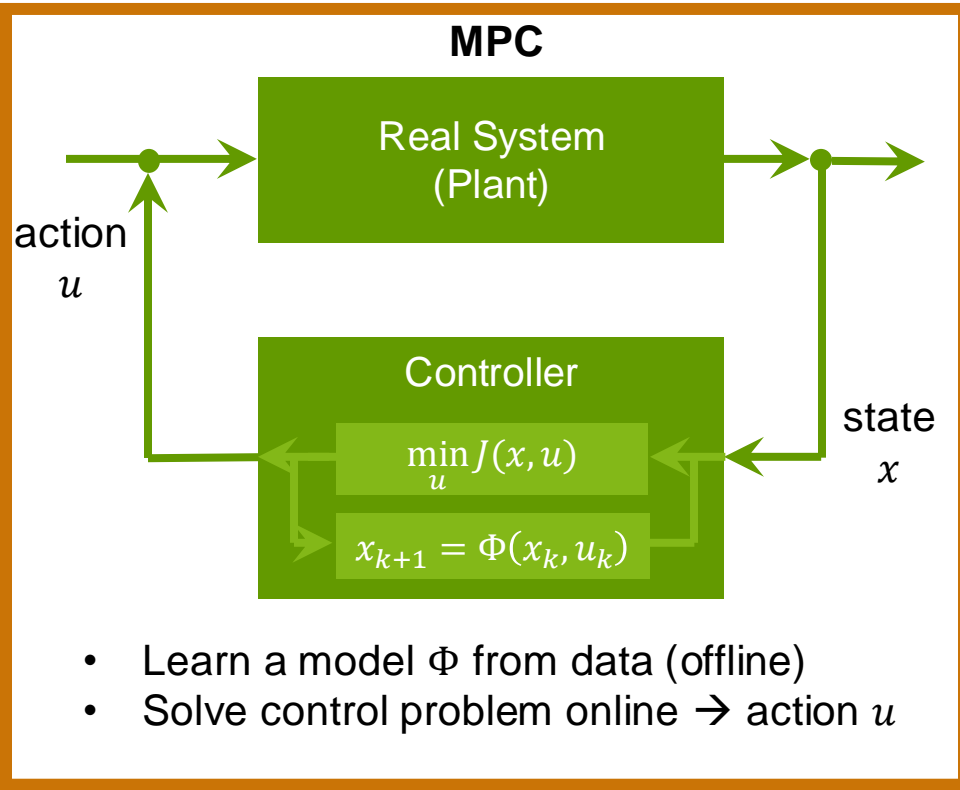 MPC
Real System
(Plant)
action
u
Controller
min J(x, u)
u
state
x
x_{k+1} = Φ(x_k, u_k)
• Learn a model Φ from data (offline)
• Solve control problem online → action u